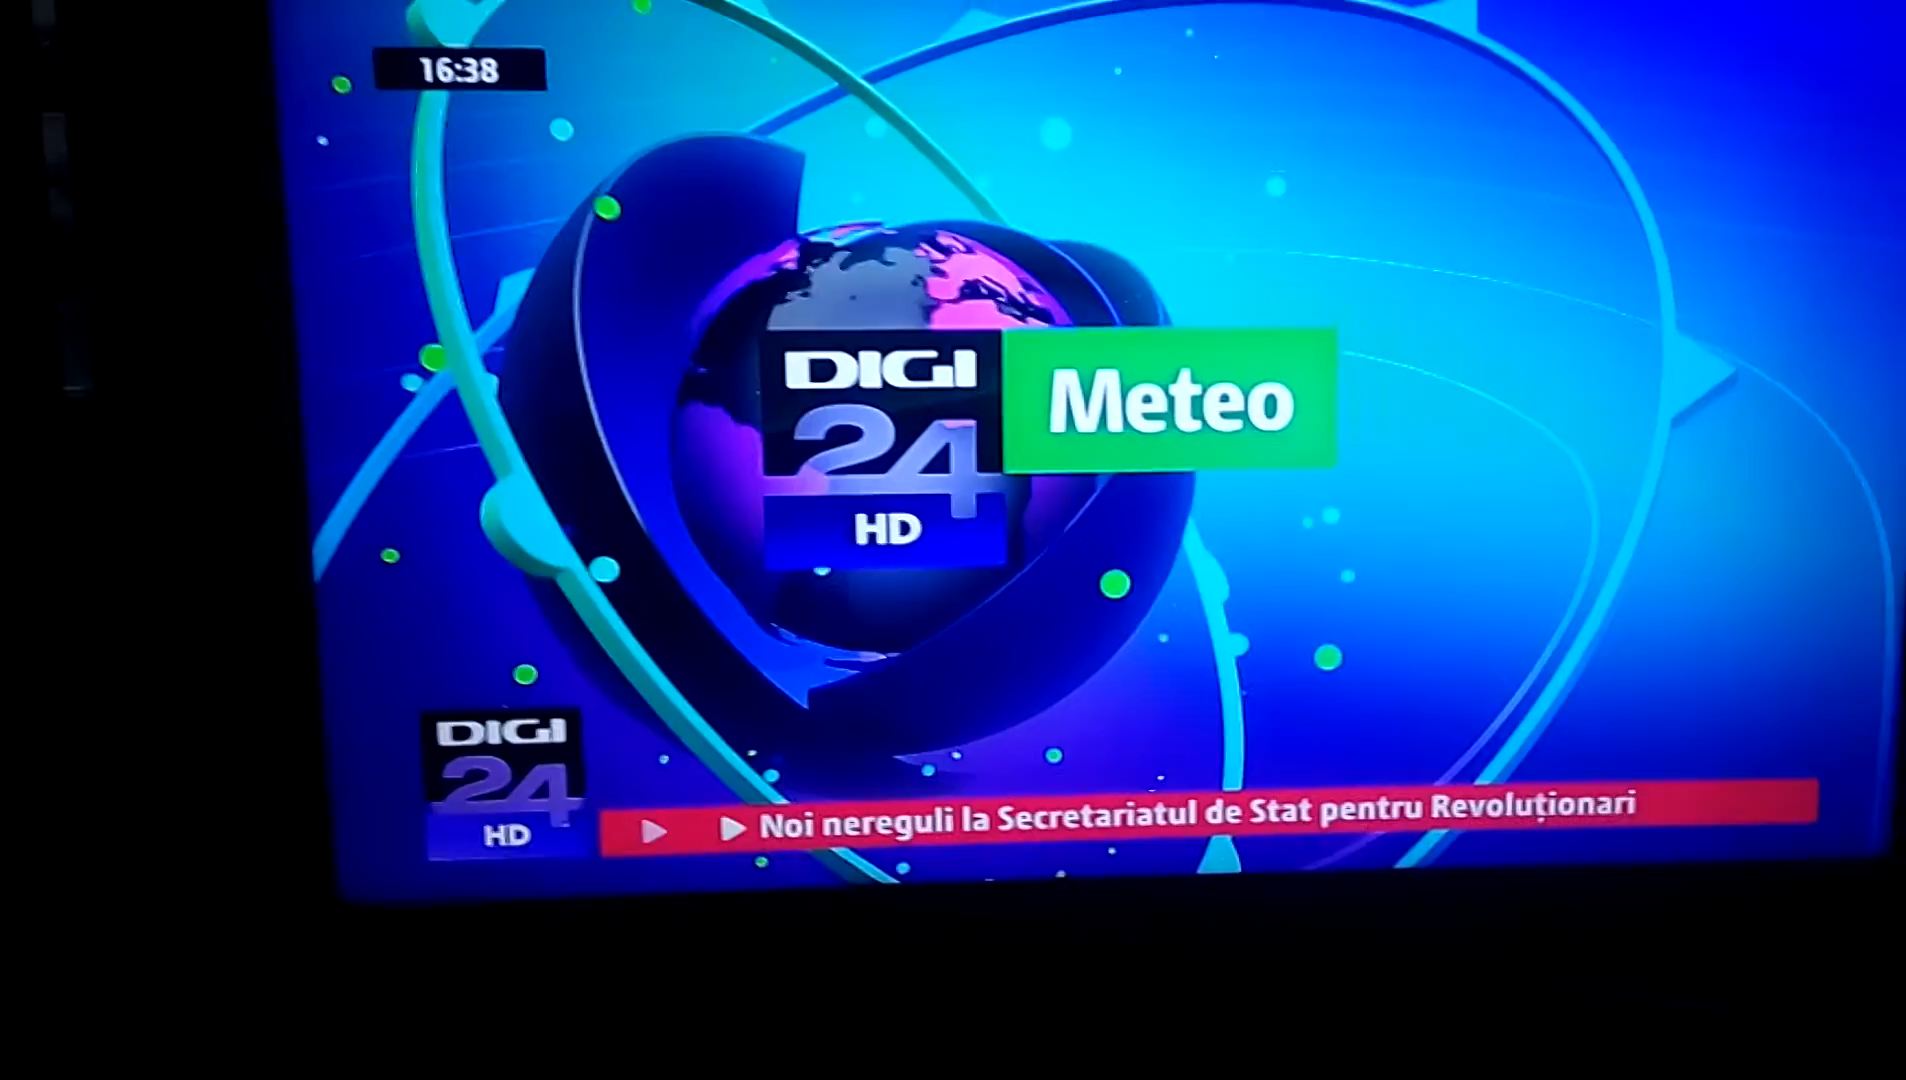 16:38
DIGI
24
HD
Meteo
DIGI
24
HD
Noi nereguli la Secretariatul de Stat pentru Revoluționari